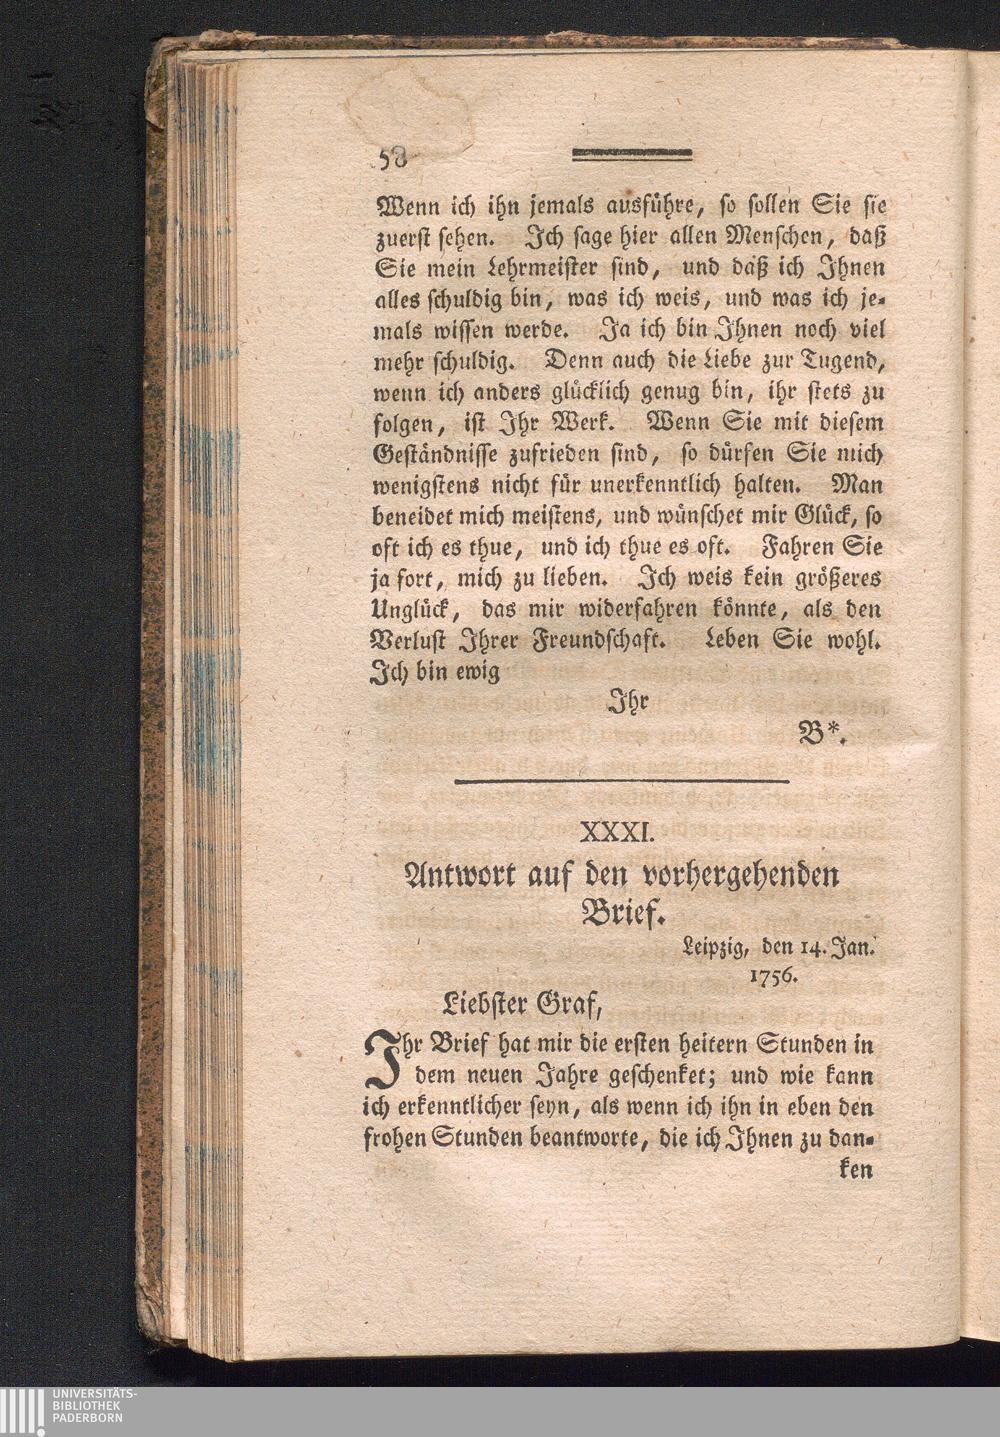 58
Wenn ich ihn jemals ausführe, so sollen Sie sie
zuerst sehen. Ich sage hier allen Menschen, daß
Sie mein Lehrmeister sind, und daß ich Ihnen
alles schuldig bin, was ich weis, und was ich je-
mals wissen werde. Ja ich bin Ihnen noch viel
mehr schuldig. Denn auch die Liebe zur Tugend,
wenn ich anders glücklich genug bin, ihr stets zu
folgen, ist Ihr Werk. Wenn Sie mit diesem
Geständnisse zufrieden sind, so dürfen Sie mich
wenigstens nicht für unerkenntlich halten. Man
beneidet mich meistens, und wünschet mir Glück, so
oft ich es thue, und ich thue es oft. Fahren Sie
ja fort, mich zu lieben. Ich weis kein größeres
Unglück, das mir widerfahren könnte, als den
Verlust Ihrer Freundschaft. Leben Sie wohl.
Ich bin ewig
Ihr
B*.
XXXI.
Antwort auf den vorhergehenden
Brief.
Leipzig, den 14. Jan.
1756.
Liebster Graf,
Ihr Brief hat mir die ersten heitern Stunden in
dem neuen Jahre geschenket; und wie kann
ich erkenntlicher seyn, als wenn ich ihn in eben den
frohen Stunden beantworte, die ich Ihnen zu dan-
ken
UNIVERSITÄTS-
BIBLIOTHEK
PADERBORN